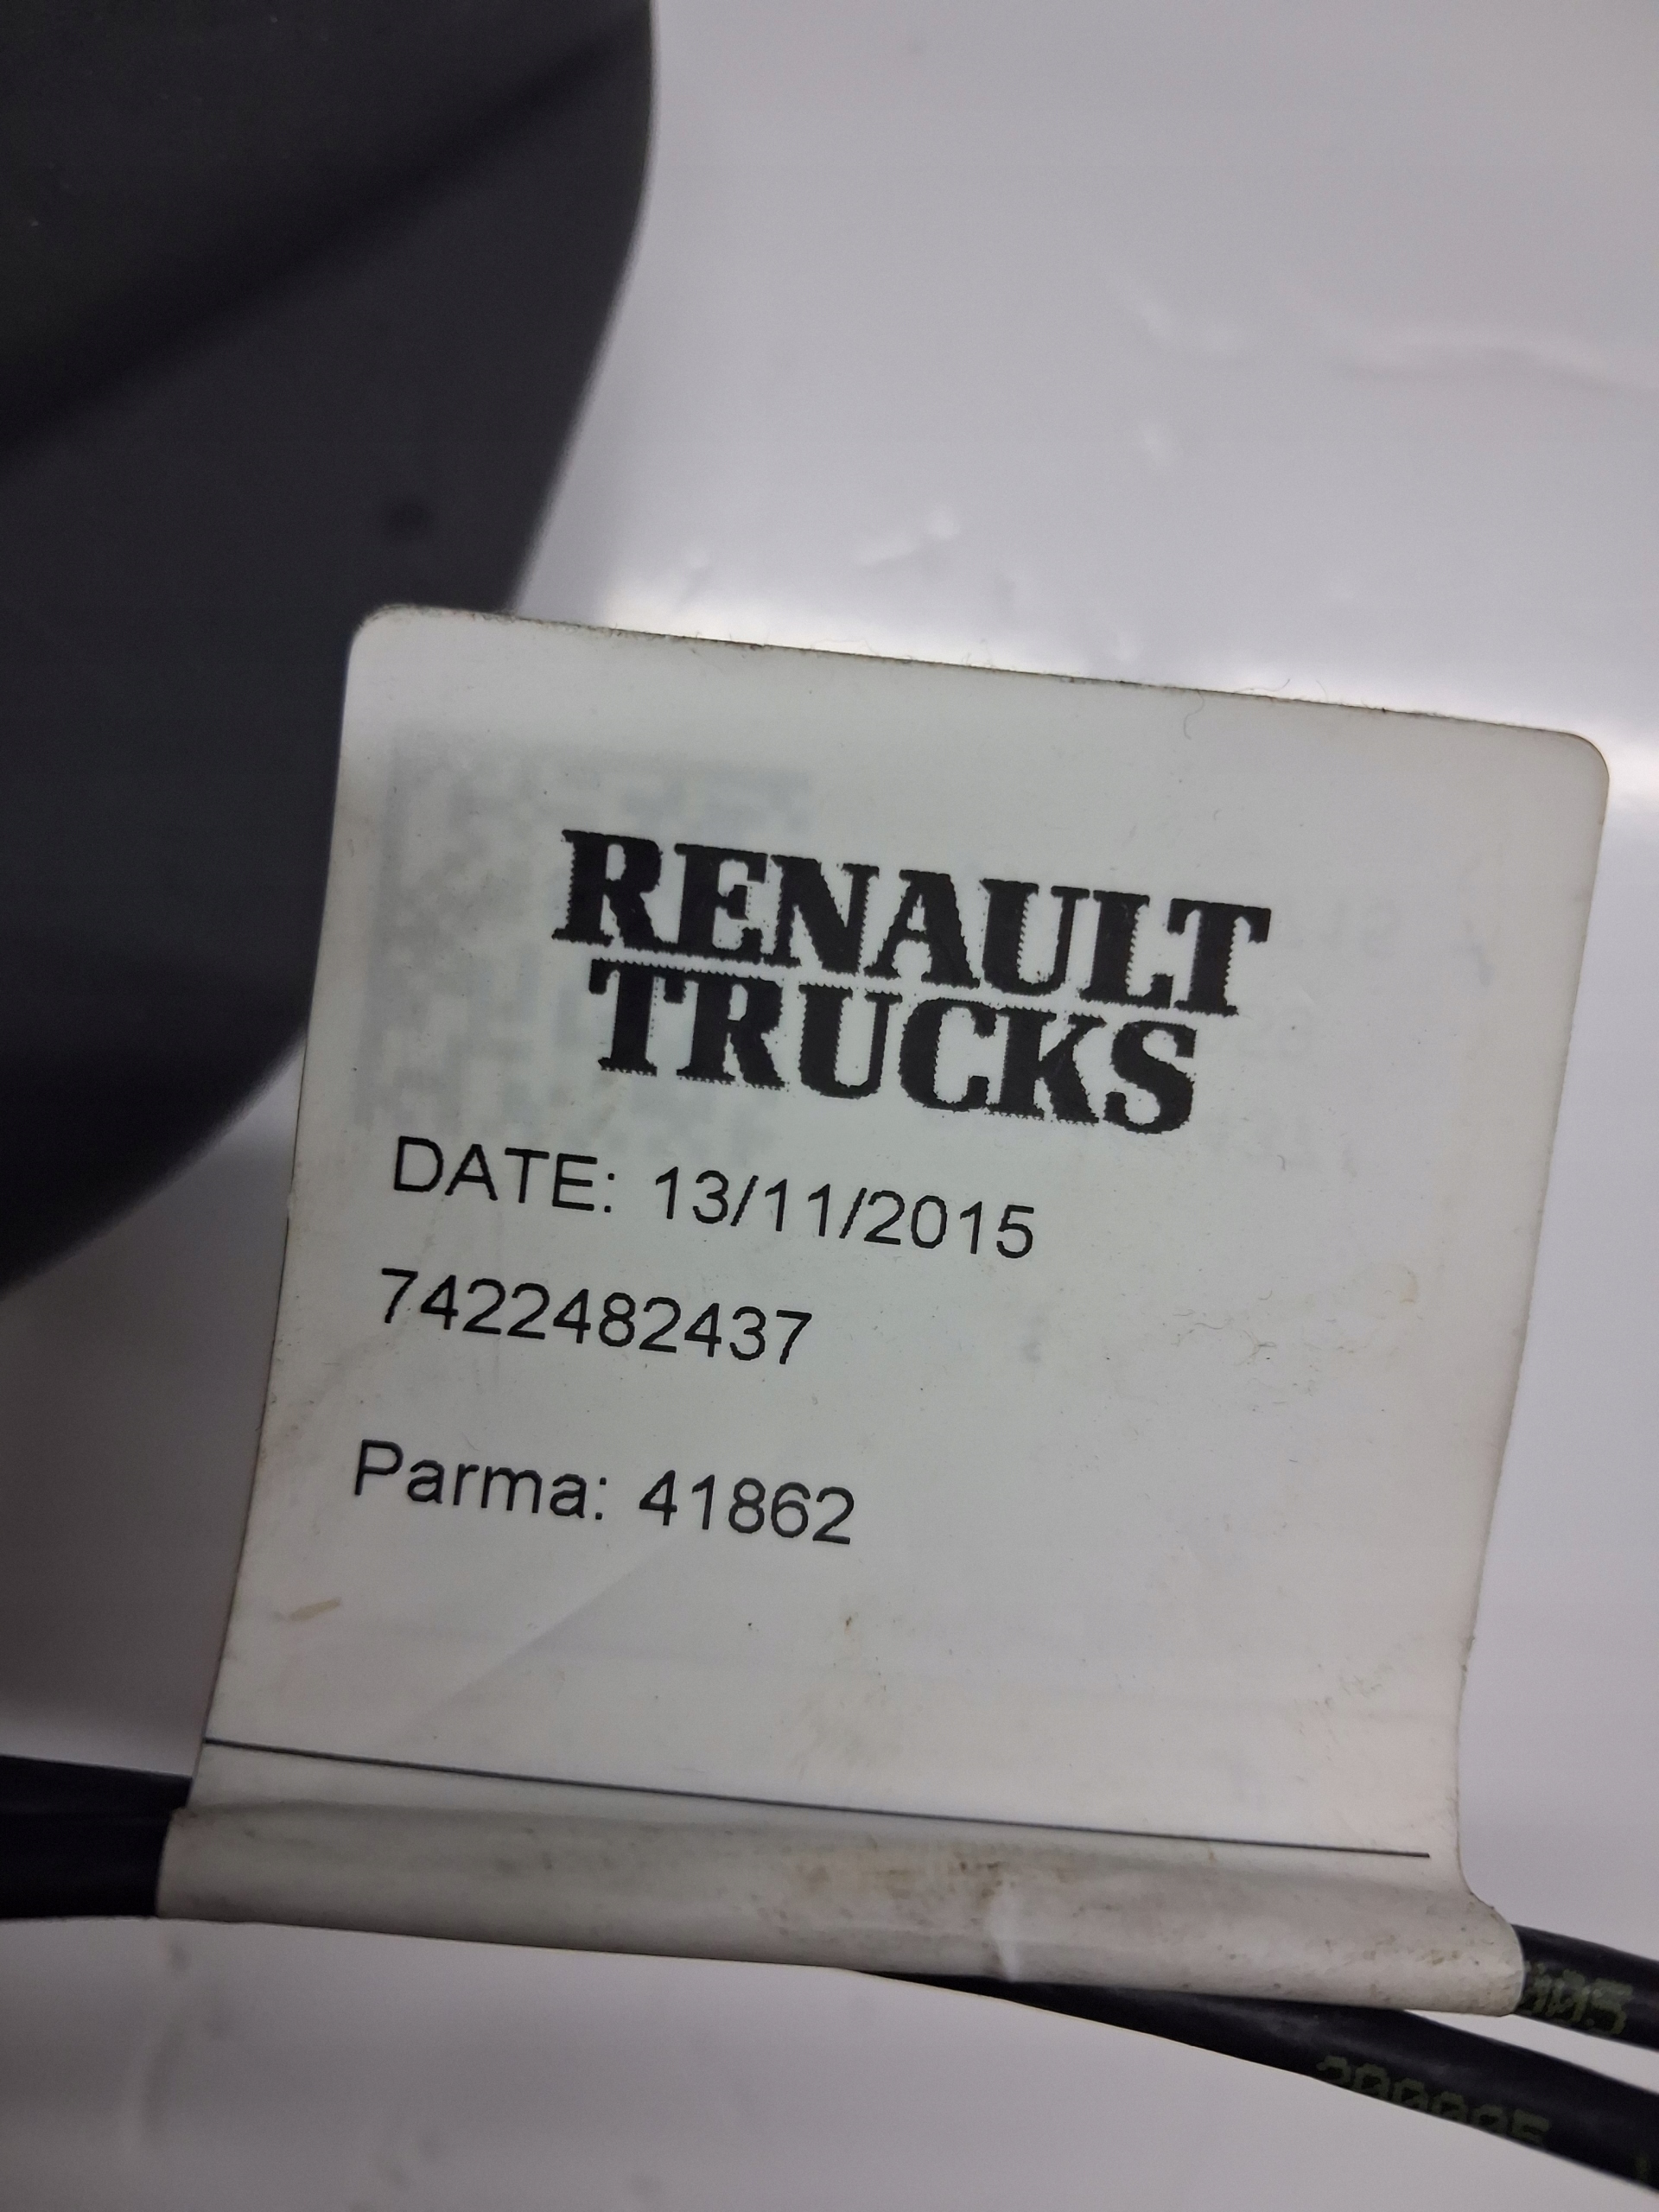 RENAULT
TRUCKS
DATE: 13/11/2015
7422482437
Parma: 41862